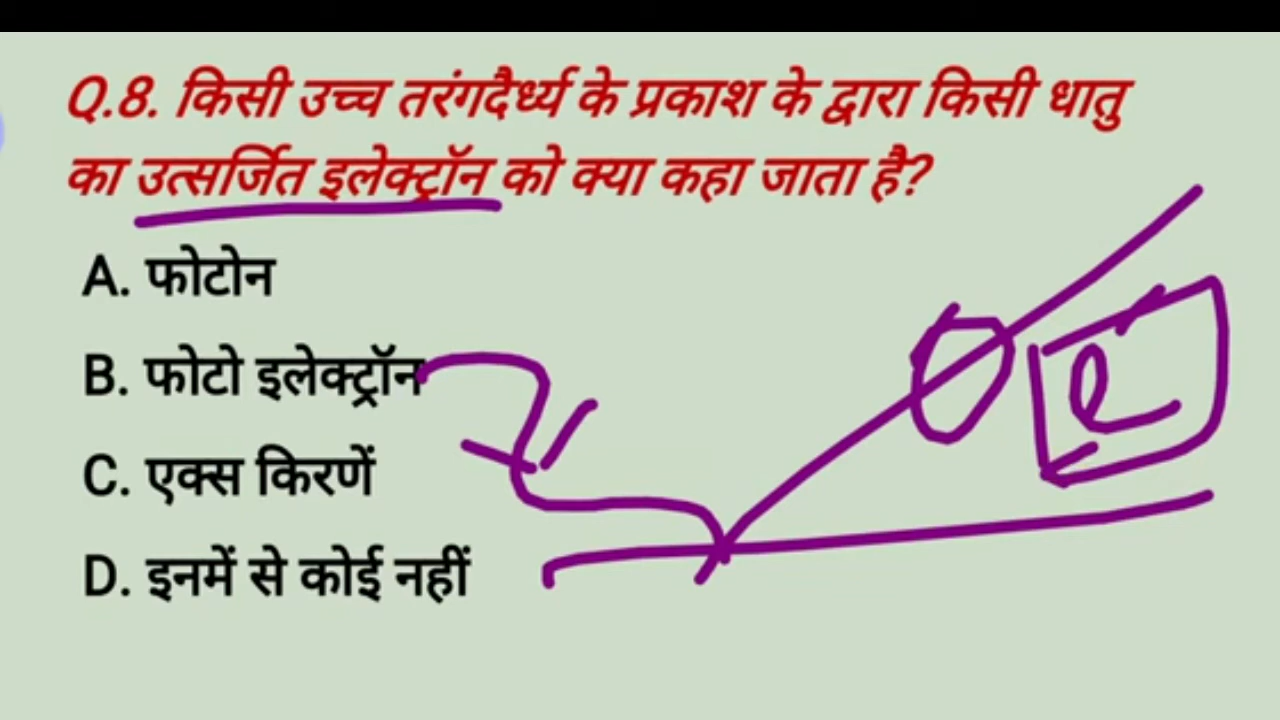 Q.8. किसी उच्च तरंगदैर्ध्य के प्रकाश के द्वारा किसी धातु
का उत्सर्जित इलेक्ट्रॉन को क्या कहा जाता है?
A. फोटोन
B. फोटो इलेक्ट्रॉन
C. एक्स किरणें
D. इनमें से कोई नहीं
e